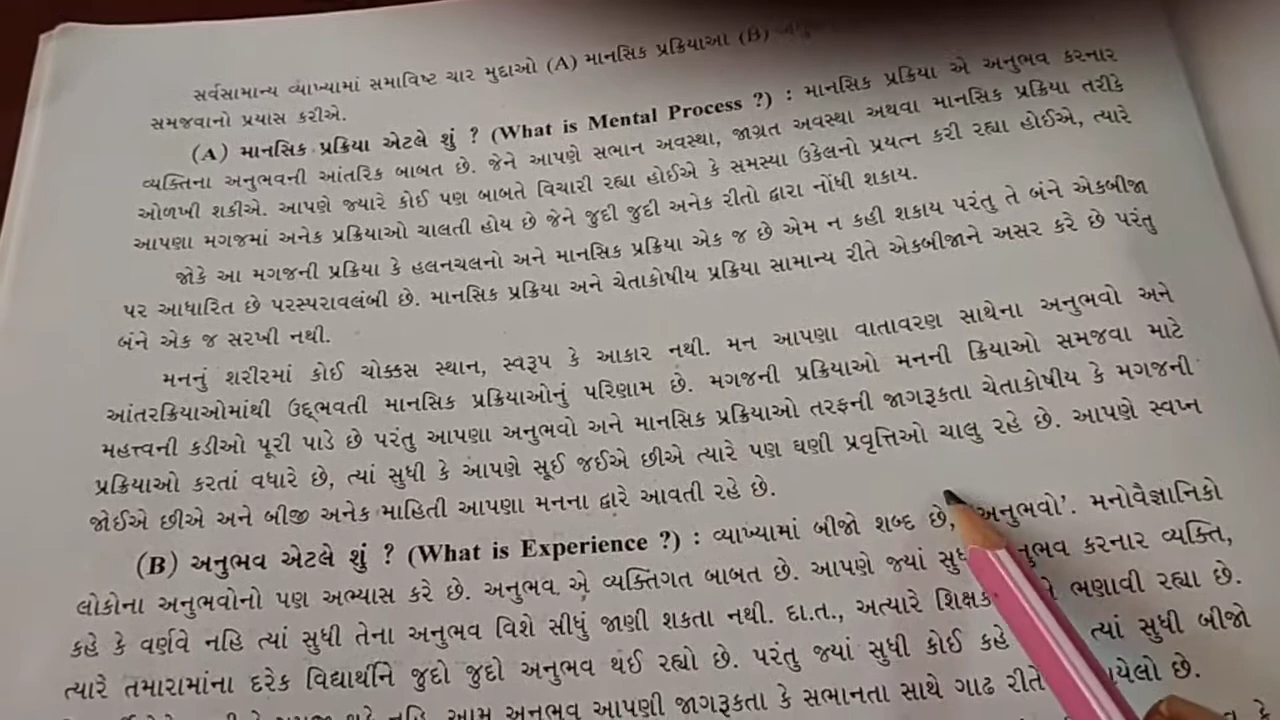 સર્વસામાન્ય વ્યાખ્યામાં સમાવિષ્ટ ચાર મુદાઓ (A) માનસિક પ્રક્રિયાઓ (B)
સમજવાનો પ્રયાસ કરીએ.
(A) માનસિક પ્રક્રિયા એટલે શું ? (What is Mental Process ?) : માનસિક પ્રક્રિયા એ અનુભવ કરનાર
વ્યક્તિના અનુભવની આંતરિક બાબત છે. જેને આપણે સભાન અવસ્થા, જાગ્રત અવસ્થા અથવા માનસિક પ્રક્રિયા તરીકે
ઓળખી શકીએ. આપણે જ્યારે કોઈ પણ બાબતે વિચારી રહ્યા હોઈએ કે સમસ્યા ઉકેલનો પ્રયત્ન કરી રહ્યા હોઈએ, ત્યારે
આપણા મગજમાં અનેક પ્રક્રિયાઓ ચાલતી હોય છે જેને જુદી જુદી અનેક રીતો દ્વારા નોંધી શકાય.
જોકે આ મગજની પ્રક્રિયા કે હલનચલનો અને માનસિક પ્રક્રિયા એક જ છે એમ ન કહી શકાય પરંતુ તે બંને એકબીજા
પર આધારિત છે પરસ્પરાવલંબી છે. માનસિક પ્રક્રિયા અને ચેતાકોષીય પ્રક્રિયા સામાન્ય રીતે એકબીજાને અસર કરે છે પરંતુ
બંને એક જ સરખી નથી.
મનનું શરીરમાં કોઈ ચોક્કસ સ્થાન, સ્વરૂપ કે આકાર નથી. મન આપણા વાતાવરણ સાથેના અનુભવો અને
આંતરક્રિયાઓમાંથી ઉદ્ભવતી માનસિક પ્રક્રિયાઓનું પરિણામ છે. મગજની પ્રક્રિયાઓ મનની ક્રિયાઓ સમજવા માટે
મહત્ત્વની કડીઓ પૂરી પાડે છે પરંતુ આપણા અનુભવો અને માનસિક પ્રક્રિયાઓ તરફની જાગરૂકતા ચેતાકોષીય કે મગજની
પ્રક્રિયાઓ કરતાં વધારે છે, ત્યાં સુધી કે આપણે સૂઈ જઈએ છીએ ત્યારે પણ ઘણી પ્રવૃત્તિઓ ચાલુ રહે છે. આપણે સ્વપ્ન
જોઈએ છીએ અને બીજી અનેક માહિતી આપણા મનના દ્વારે આવતી રહે છે.
(B) અનુભવ એટલે શું ? (What is Experience ?) : વ્યાખ્યામાં બીજો શબ્દ છે, અનુભવો'. મનોવૈજ્ઞાનિકો
લોકોના અનુભવોનો પણ અભ્યાસ કરે છે. અનુભવ એ વ્યક્તિગત બાબત છે. આપણે જ્યાં કરનાર વ્યક્તિ,
કહે કે વર્ણવે નહિ ત્યાં સુધી તેના અનુભવ વિશે સીધું જાણી શકતા નથી. દા.ત., અત્યારે શિક્ષક ભણાવી રહ્યા છે.
ત્યારે તમારામાંના દરેક વિદ્યાર્થીને જુદો જુદો અનુભવ થઈ રહ્યો છે. પરંતુ જ્યાં સુધી કોઈ કહે ત્યાં સુધી બીજો
આમ અનુભવ આપણી જાગરૂકતા કે સભાનતા સાથે ગાઢ રીતે છે.